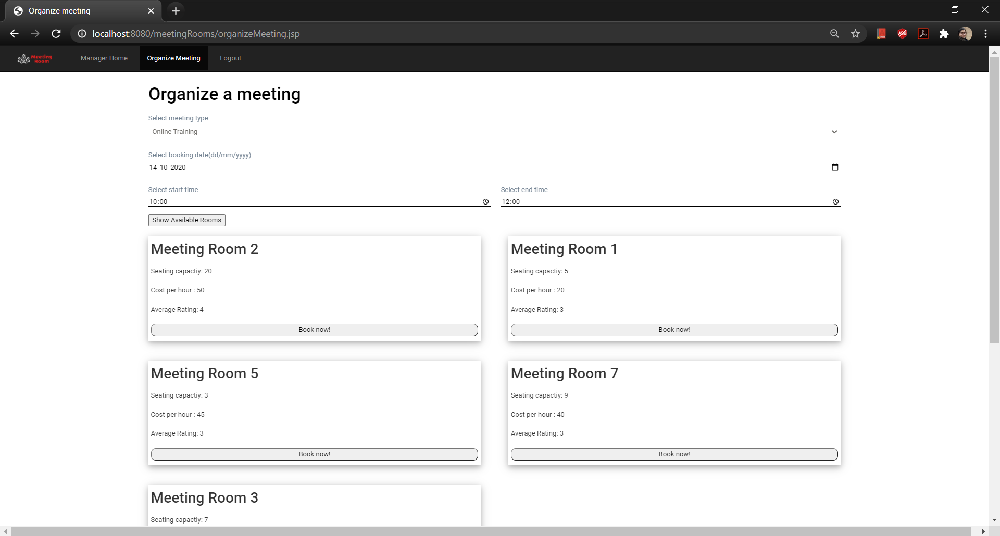 Organize meeting
localhost:8080/meetingRooms/organizeMeeting.jsp
Meeting
Room
Manager Home
Organize Meeting
Logout
Organize a meeting
Select meeting type
Online Training
Select booking date(dd/mm/yyyy)
14-10-2020
Select start time
Select end time
10:00
12:00
Show Available Rooms
Meeting Room 2
Seating capactiy: 20
Cost per hour : 50
Average Rating: 4
Book now!
Meeting Room 1
Seating capactiy: 5
Cost per hour : 20
Average Rating: 3
Book now!
Meeting Room 5
Seating capactiy: 3
Cost per hour : 45
Average Rating: 3
Book now!
Meeting Room 7
Seating capactiy: 9
Cost per hour : 40
Average Rating: 3
Book now!
Meeting Room 3
Seating capactiy: 7